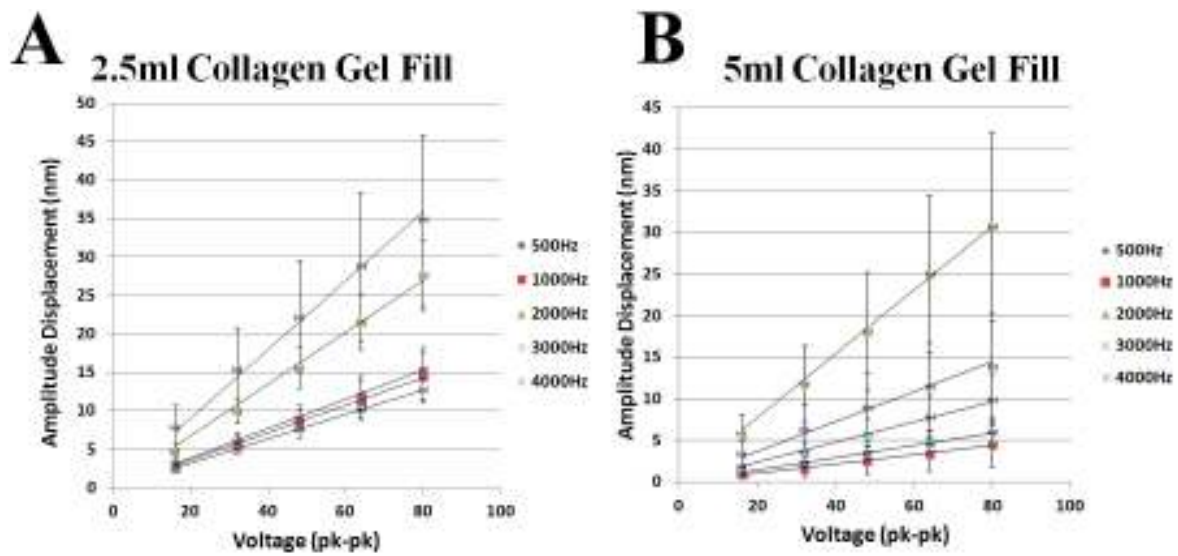 A
2.5ml Collagen Gel Fill
50
45
40
35
30
25
20
15
10
5
0
0 20 40 60 80 100
Amplitude Displacement (nm)
Voltage (pk-pk)
500Hz
1000Hz
2000Hz
3000Hz
4000Hz
B
5ml Collagen Gel Fill
45
40
35
30
25
20
15
10
5
0
0 20 40 60 80 100
Amplitude Displacement (nm)
Voltage (pk-pk)
500Hz
1000Hz
2000Hz
3000Hz
4000Hz